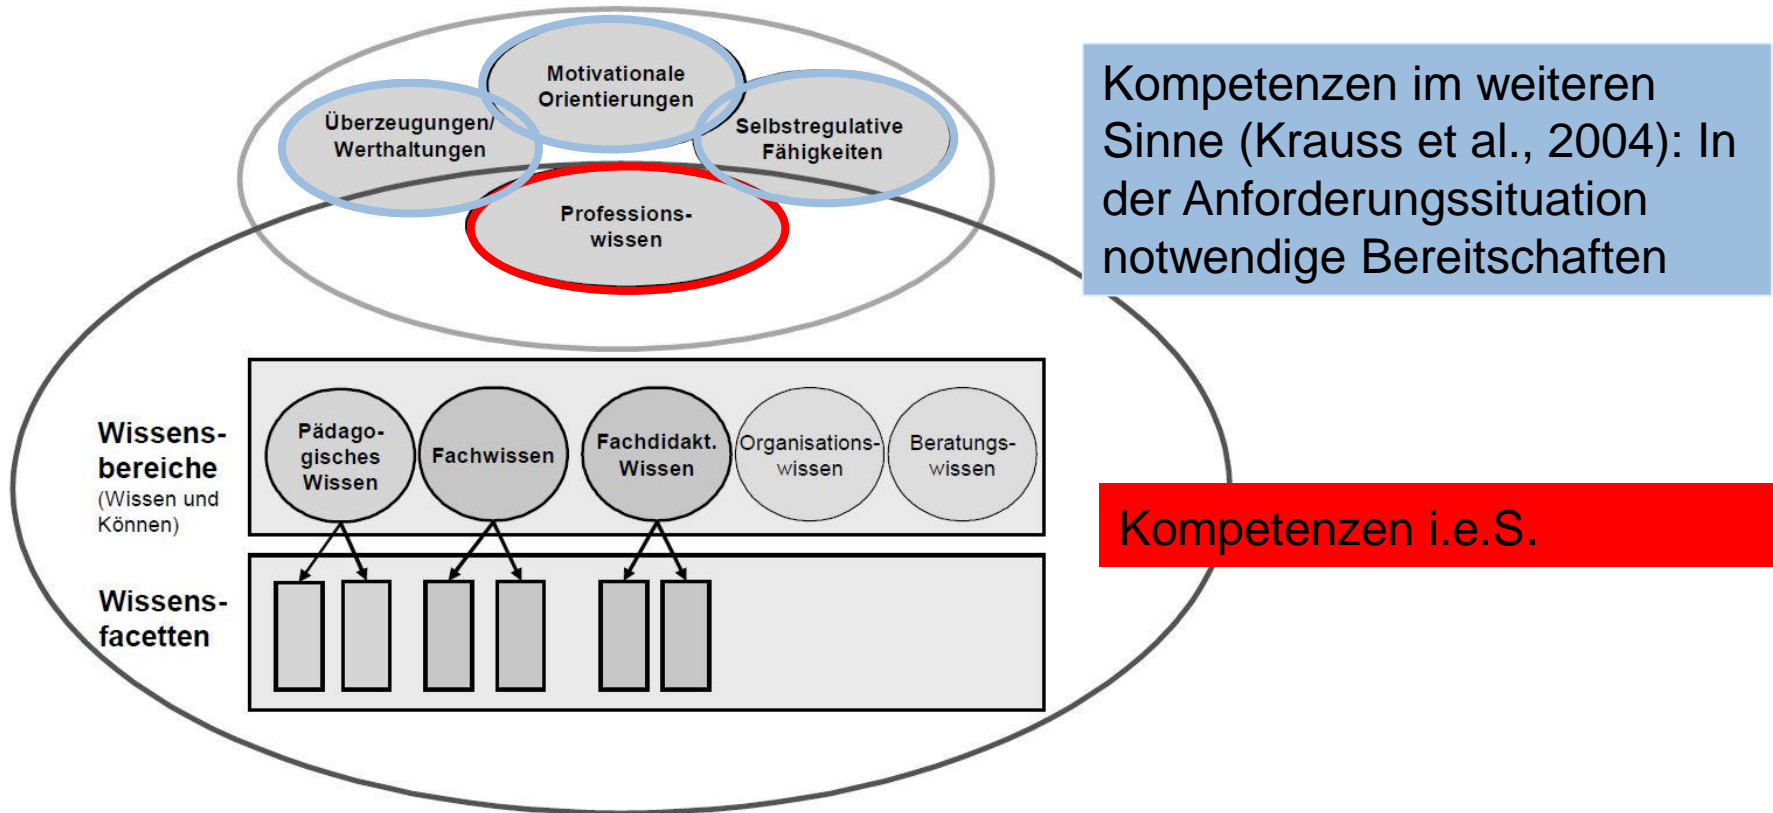 Motivationale
Orientierungen
Überzeugungen/
Werthaltungen
Selbstregulative
Fähigkeiten
Professions-
wissen
Kompetenzen im weiteren
Sinne (Krauss et al., 2004): In
der Anforderungssituation
notwendige Bereitschaften
Wissens-
bereiche
(Wissen und
Können)
Pädago-
gisches
Wissen
Fachwissen
Fachdidakt.
Wissen
Organisations-
wissen
Beratungs-
wissen
Kompetenzen i.e.S.
Wissens-
facetten